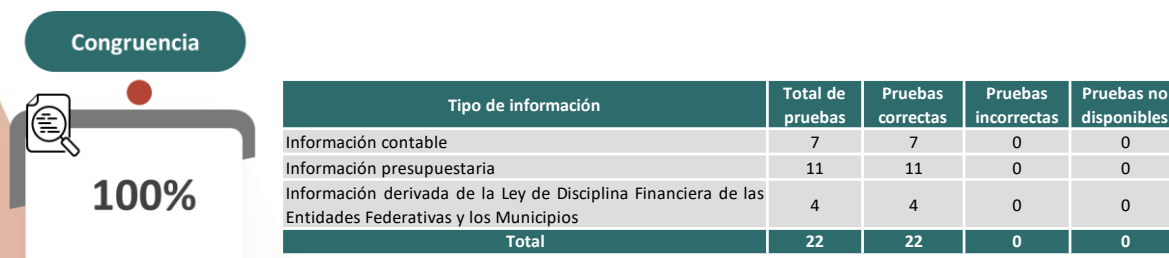 Congruencia
100%
Tipo de información Total de pruebas Pruebas correctas Pruebas incorrectas Pruebas no disponibles
Información contable 7 7 0 0
Información presupuestaria 11 11 0 0
Información derivada de la Ley de Disciplina Financiera de las
Entidades Federativas y los Municipios 4 4 0 0
Total 22 22 0 0